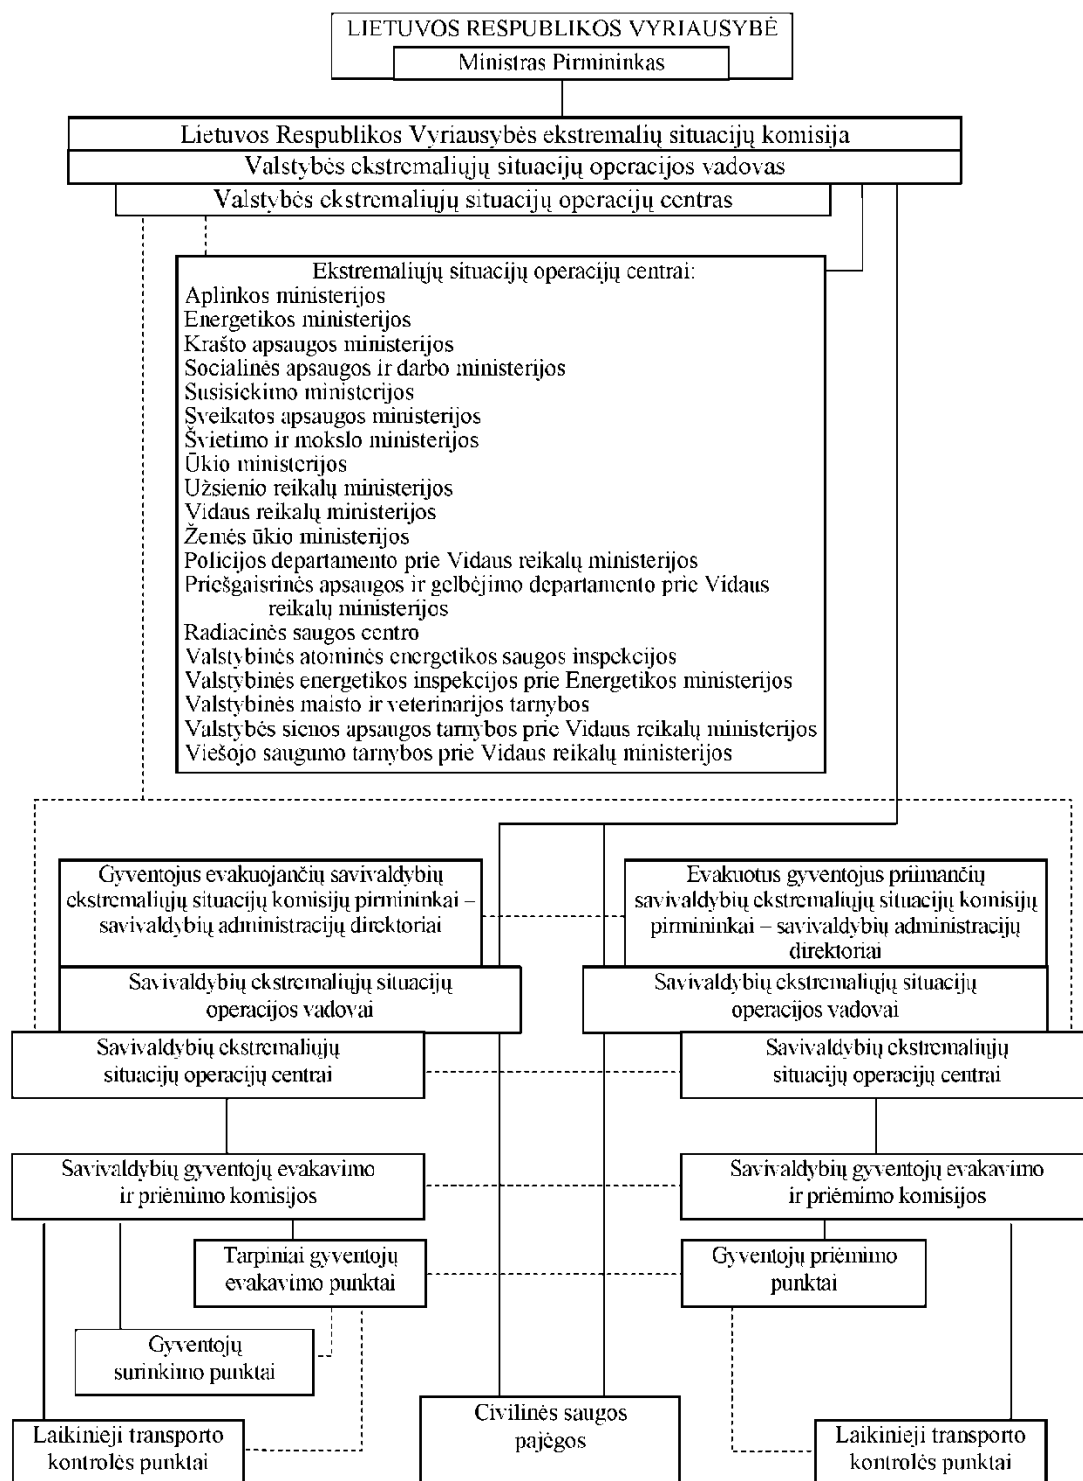 LIETUVOS RESPUBLIKOS VYRIAUSYBĖ
Ministras Pirmininkas
Lietuvos Respublikos Vyriausybės ekstremalių situacijų komisija
Valstybės ekstremaliųjų situacijų operacijos vadovas
Valstybės ekstremaliųjų situacijų operacijų centras
Ekstremaliųjų situacijų operacijų centrai:
Aplinkos ministerijos
Energetikos ministerijos
Krašto apsaugos ministerijos
Socialinės apsaugos ir darbo ministerijos
Susisiekimo ministerijos
Sveikatos apsaugos ministerijos
Švietimo ir mokslo ministerijos
Ūkio ministerijos
Užsienio reikalų ministerijos
Vidaus reikalų ministerijos
Žemės ūkio ministerijos
Policijos departamento prie Vidaus reikalų ministerijos
Priešgaisrinės apsaugos ir gelbėjimo departamento prie Vidaus
reikalų ministerijos
Radiacinės saugos centro
Valstybinės atominės energetikos saugos inspekcijos
Valstybinės energetikos inspekcijos prie Energetikos ministerijos
Valstybinės maisto ir veterinarijos tarnybos
Valstybės sienos apsaugos tarnybos prie Vidaus reikalų ministerijos
Viešojo saugumo tarnybos prie Vidaus reikalų ministerijos
Gyventojus evakuojančių savivaldybių
ekstremaliųjų situacijų komisijų pirmininkai –
savivaldybių administracijų direktoriai
Evakuotus gyventojus priimančių
savivaldybių ekstremaliųjų situacijų komisijų
pirmininkai – savivaldybių administracijų
direktoriai
Savivaldybių ekstremaliųjų situacijų
operacijos vadovai
Savivaldybių ekstremaliųjų situacijų
operacijos vadovai
Savivaldybių ekstremaliųjų
situacijų operacijų centrai
Savivaldybių ekstremaliųjų
situacijų operacijų centrai
Savivaldybių gyventojų evakavimo
ir priėmimo komisijos
Savivaldybių gyventojų evakavimo
ir priėmimo komisijos
Tarpiniai gyventojų
evakavimo punktai
Gyventojų priėmimo
punktai
Gyventojų
surinkimo punktai
Laikinieji transporto
kontrolės punktai
Civilinės saugos
pajėgos
Laikinieji transporto
kontrolės punktai